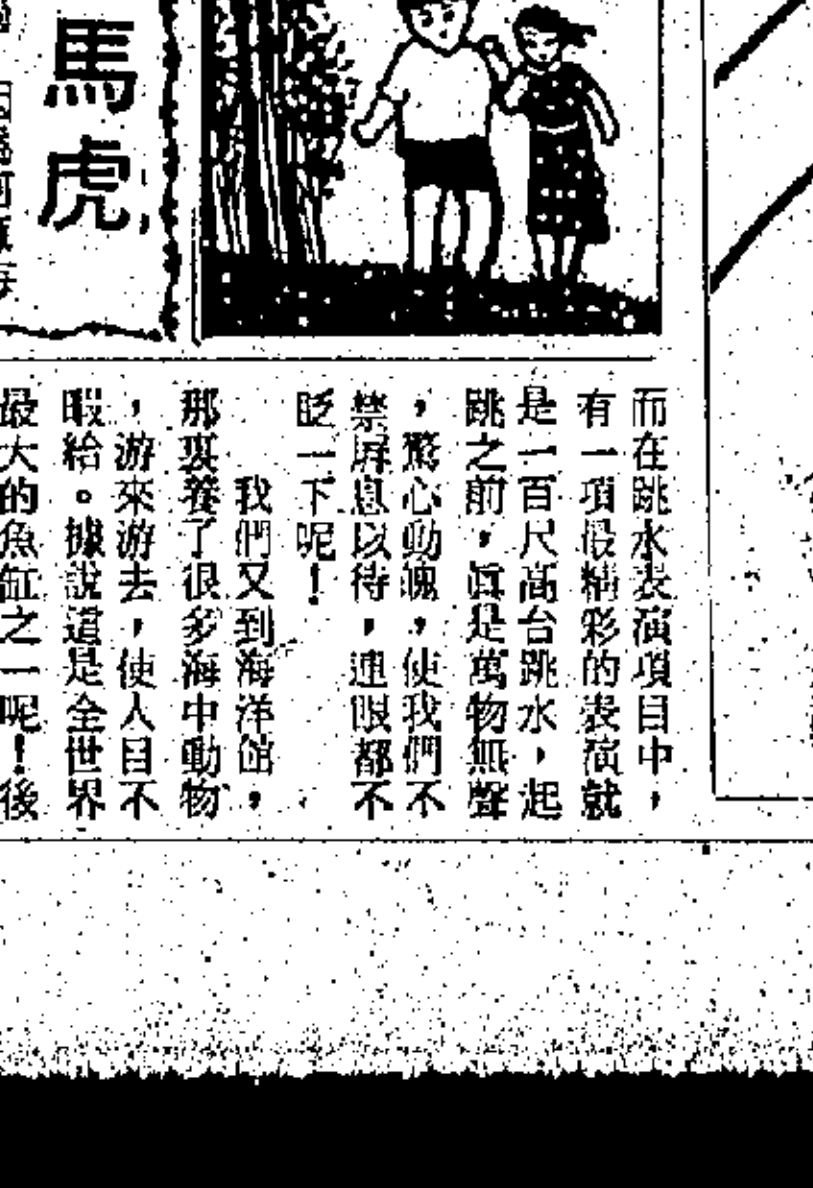 馬虎
而在跳水表演項目中，
有一項最精彩的表演就
是一百尺高台跳水，起
跳之前，眞是萬物無聲
，驚心動魄，使我們不
禁屏息以待，連眼都不
眨一下呢！
我們又到海洋館，
那裏養了很多海中動物
，游來游去，使人目不
暇給。據說這是全世界
最大的魚缸之一呢！後